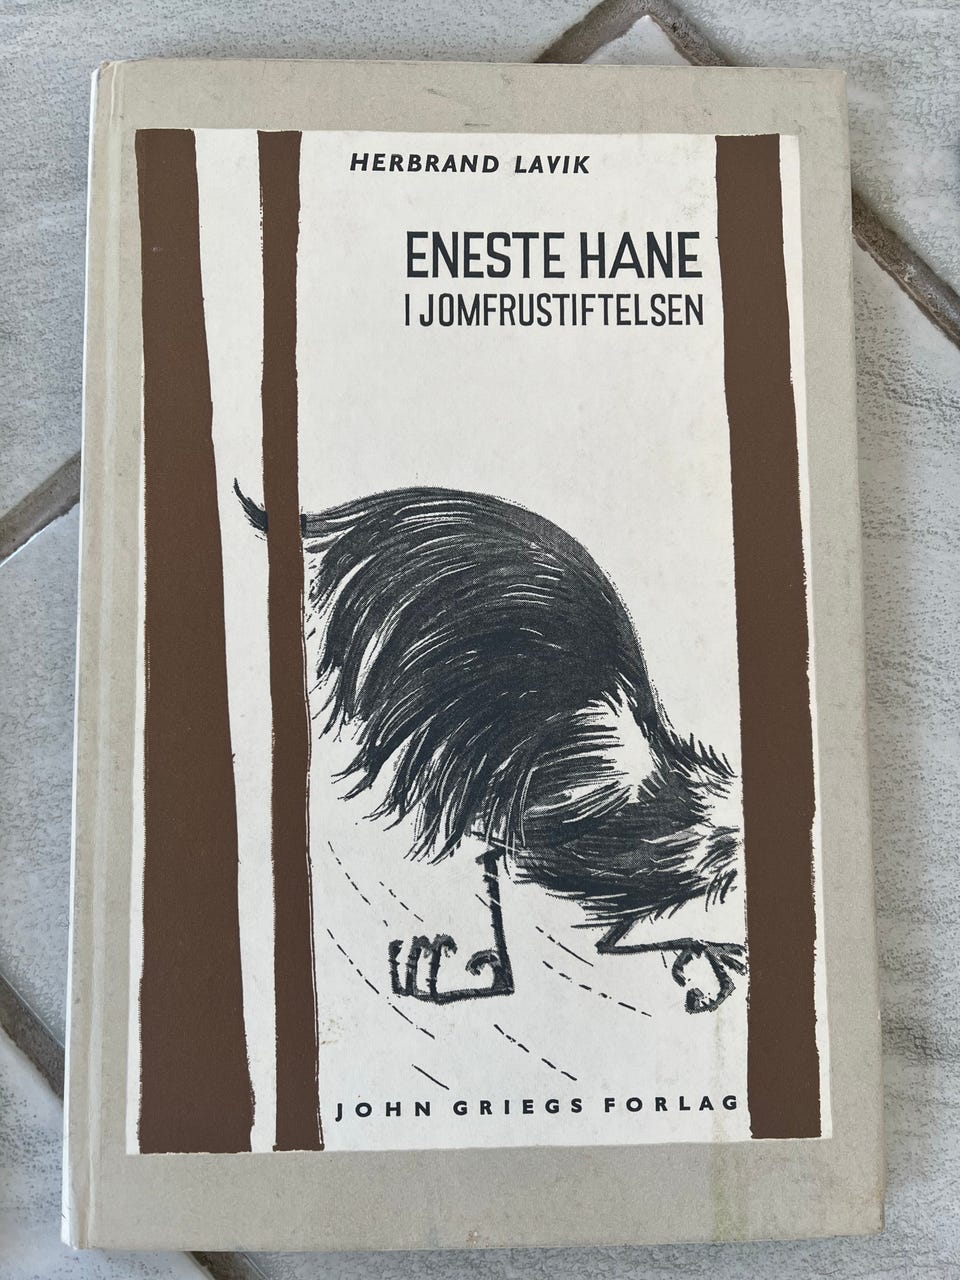 HERBRAND LAVIK
ENESTE HANE
I JOMFRUSTIFTELSEN
JOHN GRIEGS FORLAG